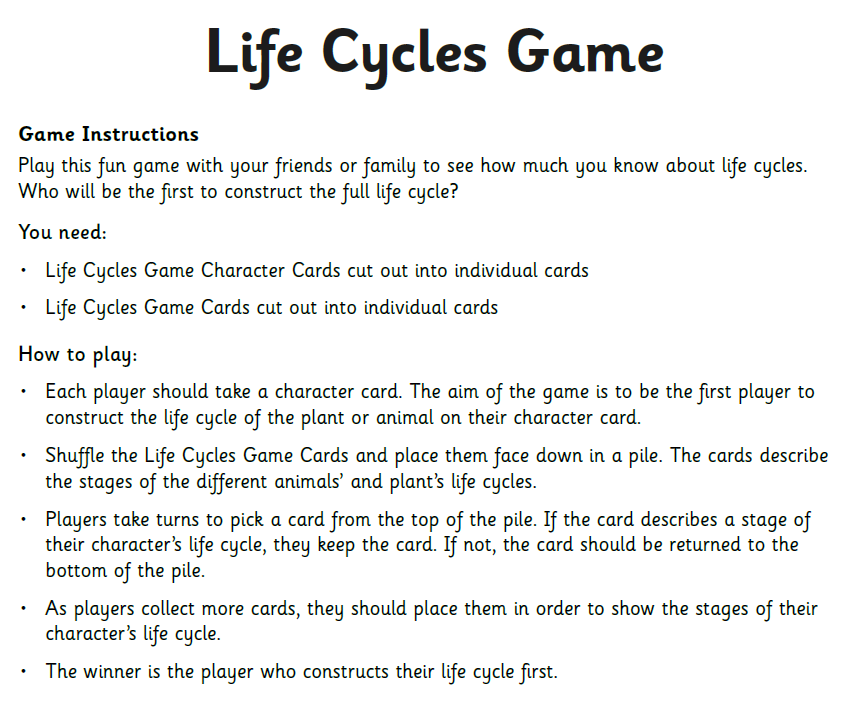 Life Cycles Game
Game Instructions
Play this fun game with your friends or family to see how much you know about life cycles.
Who will be the first to construct the full life cycle?
You need:
• Life Cycles Game Character Cards cut out into individual cards
• Life Cycles Game Cards cut out into individual cards
How to play:
• Each player should take a character card. The aim of the game is to be the first player to
construct the life cycle of the plant or animal on their character card.
• Shuffle the Life Cycles Game Cards and place them face down in a pile. The cards describe
the stages of the different animals’ and plant’s life cycles.
• Players take turns to pick a card from the top of the pile. If the card describes a stage of
their character’s life cycle, they keep the card. If not, the card should be returned to the
bottom of the pile.
• As players collect more cards, they should place them in order to show the stages of their
character’s life cycle.
• The winner is the player who constructs their life cycle first.